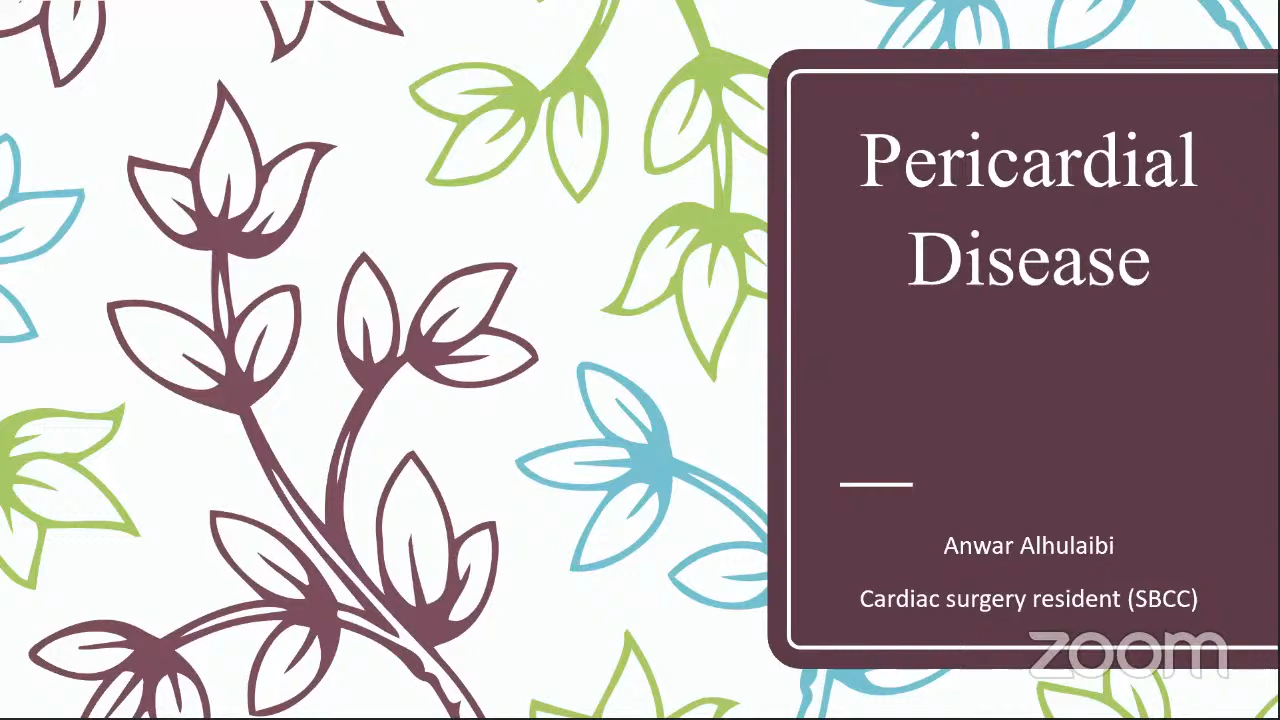 Pericardial
Disease
Anwar Alhulaibi
Cardiac surgery resident (SBCC)
zoom